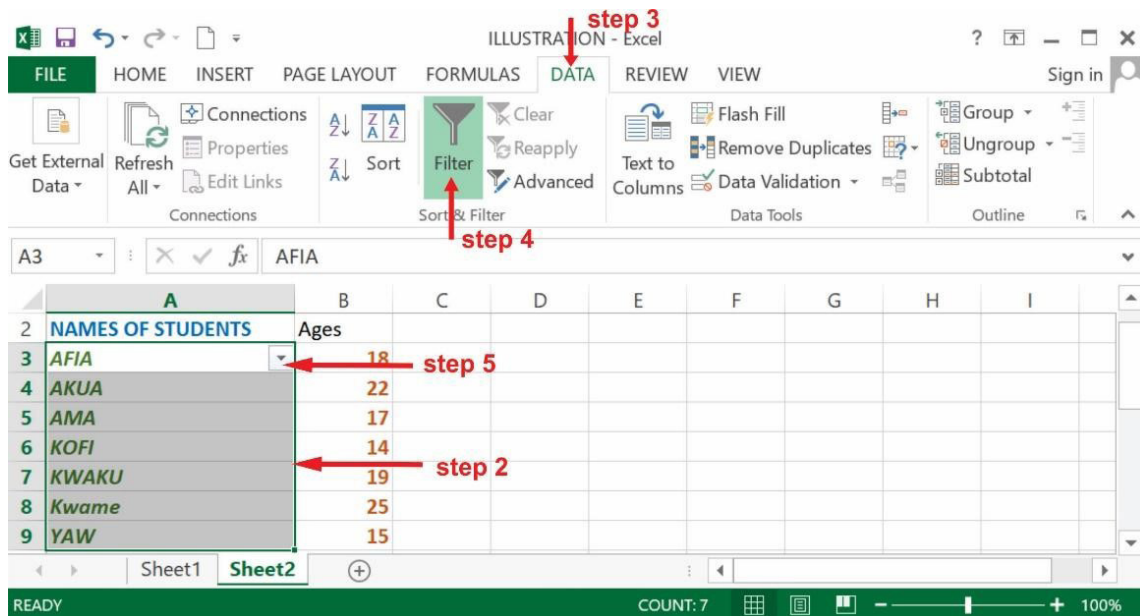 step 3
ILLUSTRATION - Excel
?
FILE HOME INSERT PAGE LAYOUT FORMULAS DATA REVIEW VIEW Sign in
Get External Data
Refresh All
Connections
Properties
Edit Links
Connections
Sort
Filter
Clear
Reapply
Advanced
Sort & Filter
step 4
Text to Columns
Flash Fill
Remove Duplicates
Data Validation
Data Tools
Group
Ungroup
Subtotal
Outline
A3 fx AFIA
A B C D E F G H I
2 NAMES OF STUDENTS Ages
3 AFIA 18 step 5
4 AKUA 22
5 AMA 17
6 KOFI 14
step 2
7 KWAKU 19
8 Kwame 25
9 YAW 15
Sheet1 Sheet2
READY COUNT: 7 100%